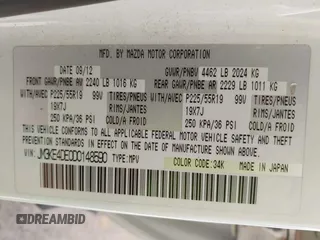 MFD. BY MAZDA MOTOR CORPORATION
DATE 09/12 GVWR/PNBV 4462 LB 2024 KG
FRONT GAWR/PNBE AV 2240 LB 1016 KG REAR GAWR/PNBE AR 2229 LB 1011 KG
W/AVEC P225/55R19 99V TIRES/PNEUS W/AVEC P225/55R19 99V TIRES/PNEUS
19X7J RIMS/JANTES 19X7J RIMS/JANTES
250 KPA/36 PSI COLD/A FROID 250 KPA/36 PSI COLD/A FROID
THIS VEHICLE CONFORMS TO ALL APPLICABLE FEDERAL MOTOR VEHICLE SAFETY, BUMPER, AND THEFT
PREVENTION STANDARDS IN EFFECT ON THE DATE OF MANUFACTURE SHOWN ABOVE.
VIN: TYPE: MPV COLOR CODE: 34K
MADE IN JAPAN
DREAMBID